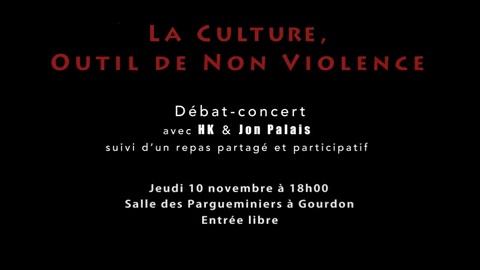 La Culture,
Outil de Non Violence
Débat-concert
avec HK & Jon Palais
suivi d'un repas partagé et participatif
Jeudi 10 novembre à 18h00
Salle des Pargueminiers à Gourdon
Entrée libre